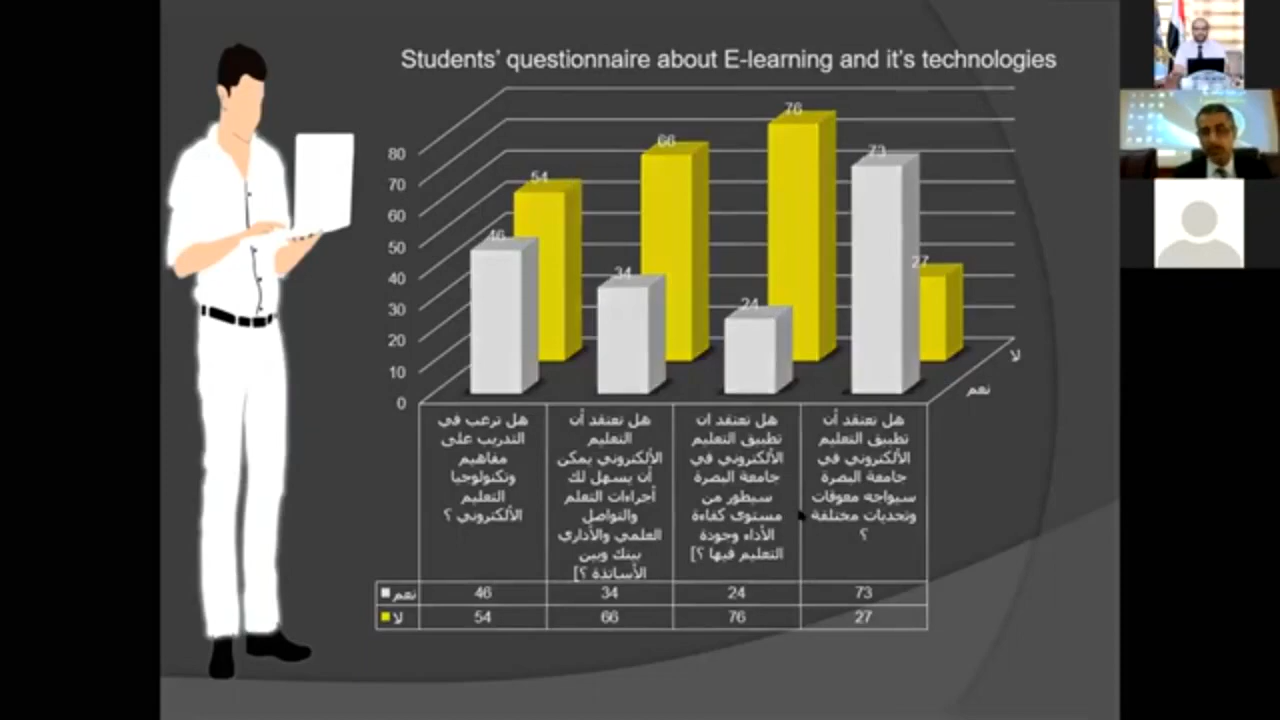 Students' questionnaire about E-learning and it's technologies
80
70
60
50
40
30
20
10
0
46
54
34
66
24
76
73
27
لا
نعم
هل ترغب في
التدريب على
مفاهيم
وتكنولوجيا
التعليم
الألكتروني ؟
هل تعتقد أن
التعليم
الألكتروني يمكن
أن يسهل لك
أجراءات التعلم
والتواصل
العلمي والأداري
بينك وبين
الأساتذة ؟]
هل تعتقد ان
تطبيق التعليم
الألكتروني في
جامعة البصرة
سيطور من
مستوى كفاءة
الأداء وجودة
التعليم فيها ؟]
هل تعتقد أن
تطبيق التعليم
الألكتروني في
جامعة البصرة
سيواجه معوقات
وتحديات مختلفة
؟
نعم 46 34 24 73
لا 54 66 76 27